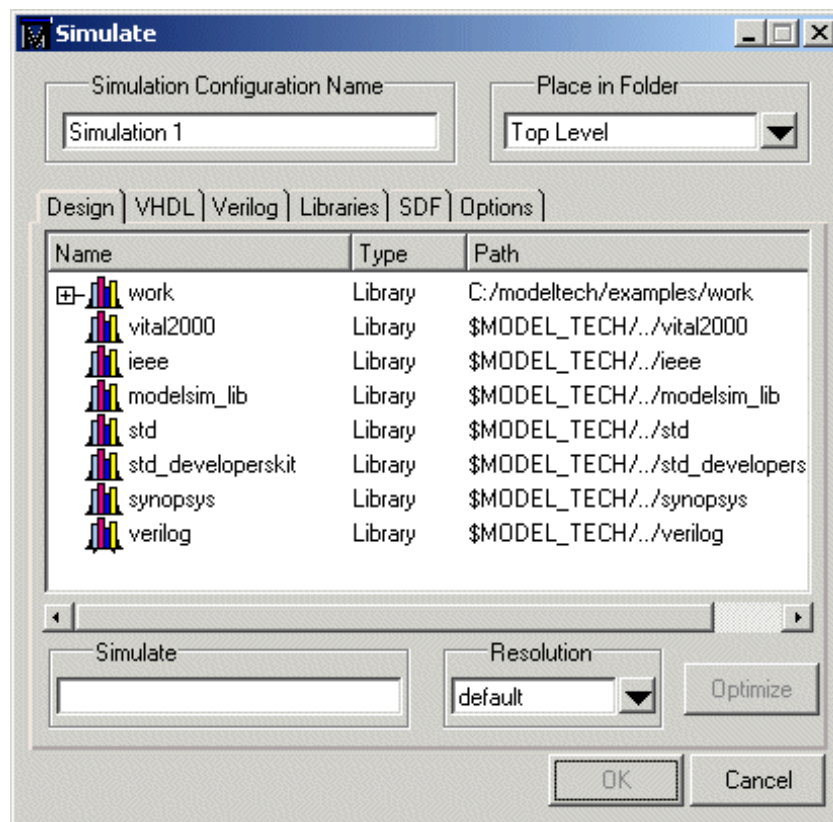 Simulate
Simulation Configuration Name Place in Folder
Simulation 1 Top Level
Design VHDL Verilog Libraries SDF Options
Name Type Path
work Library C:/modeltech/examples/work
vital2000 Library $MODEL_TECH/../vital2000
ieee Library $MODEL_TECH/../ieee
modelsim_lib Library $MODEL_TECH/../modelsim_lib
std Library $MODEL_TECH/../std
std_developerskit Library $MODEL_TECH/../std_developers
synopsys Library $MODEL_TECH/../synopsys
verilog Library $MODEL_TECH/../verilog
Simulate Resolution
default Optimize
OK Cancel